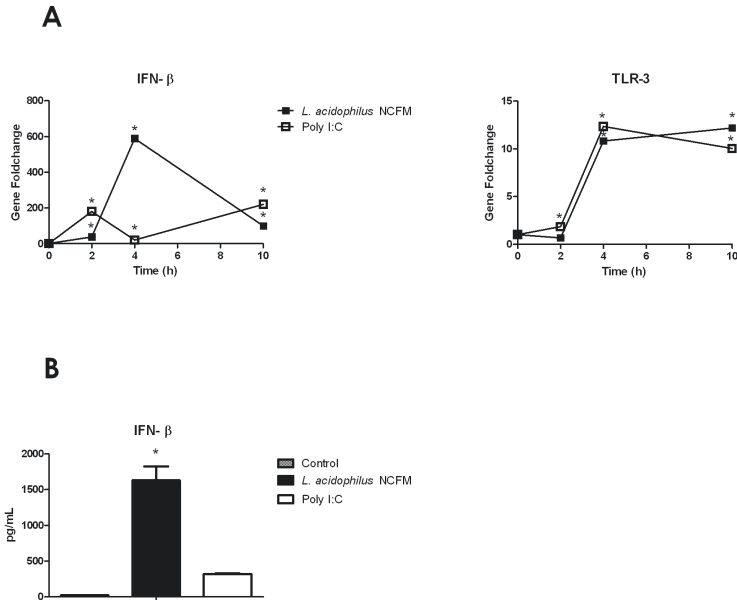 A
IFN- β
TLR-3
800
600
400
200
0
Gene Foldchange
0 2 4 6 8 10
Time (h)
* * * * * *
L. acidophilus NCFM
Poly I:C
15
10
5
0
Gene Foldchange
0 2 4 6 8 10
Time (h)
* * * * *
B
IFN- β
2000
1500
1000
500
0
pg/mL
*
Control
L. acidophilus NCFM
Poly I:C